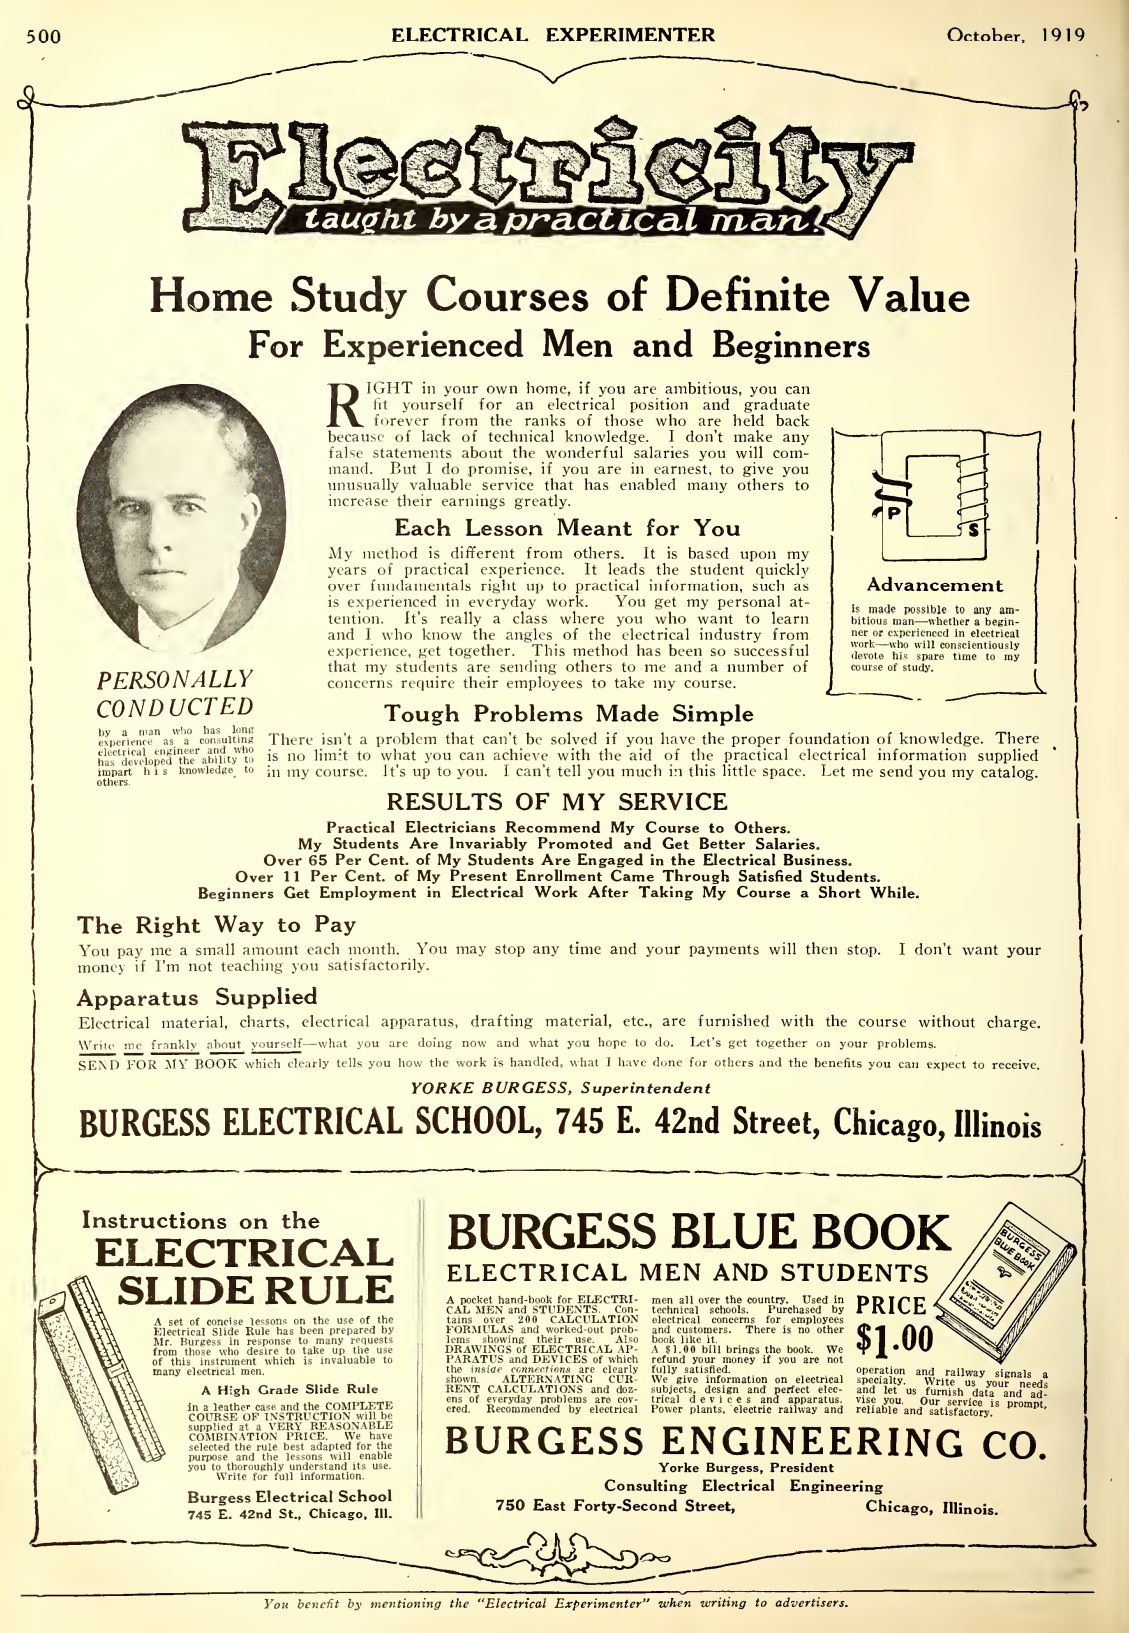 500
ELECTRICAL EXPERIMENTER
October, 1919
Electricity
taught by a practical man.
Home Study Courses of Definite Value
For Experienced Men and Beginners
RIGHT in your own home, if you are ambitious, you can
fit yourself for an electrical position and graduate
forever from the ranks of those who are held back
because of lack of technical knowledge. I don't make any
false statements about the wonderful salaries you will com-
mand. But I do promise, if you are in earnest, to give you
unusually valuable service that has enabled many others to
increase their earnings greatly.
Each Lesson Meant for You
My method is different from others. It is based upon my
years of practical experience. It leads the student quickly
over fundamentals right up to practical information, such as
is experienced in everyday work. You get my personal at-
tention. It's really a class where you who want to learn
and I who know the angles of the electrical industry from
experience, get together. This method has been so successful
that my students are sending others to me and a number of
concerns require their employees to take my course.
P
S
Advancement
is made possible to any am-
bitious man—whether a begin-
ner or experienced in electrical
work—who will conscientiously
devote his spare time to my
course of study.
PERSONALLY
CONDUCTED
by a man who has long
experience as a consulting
electrical engineer and who
has developed the ability to
impart his knowledge to
others.
Tough Problems Made Simple
There isn't a problem that can't be solved if you have the proper foundation of knowledge. There
is no limit to what you can achieve with the aid of the practical electrical information supplied
in my course. It's up to you. I can't tell you much in this little space. Let me send you my catalog.
RESULTS OF MY SERVICE
Practical Electricians Recommend My Course to Others.
My Students Are Invariably Promoted and Get Better Salaries.
Over 65 Per Cent. of My Students Are Engaged in the Electrical Business.
Over 11 Per Cent. of My Present Enrollment Came Through Satisfied Students.
Beginners Get Employment in Electrical Work After Taking My Course a Short While.
The Right Way to Pay
You pay me a small amount each month. You may stop any time and your payments will then stop. I don't want your
money if I'm not teaching you satisfactorily.
Apparatus Supplied
Electrical material, charts, electrical apparatus, drafting material, etc., are furnished with the course without charge.
Write me frankly about yourself—what you are doing now and what you hope to do. Let's get together on your problems.
SEND FOR MY BOOK which clearly tells you how the work is handled, what I have done for others and the benefits you can expect to receive.
YORKE BURGESS, Superintendent
BURGESS ELECTRICAL SCHOOL, 745 E. 42nd Street, Chicago, Illinois
Instructions on the
ELECTRICAL
SLIDE RULE
A set of concise lessons on the use of the
Electrical Slide Rule has been prepared by
Mr. Burgess in response to many requests
from those who desire to take up the use
of this instrument which is invaluable to
many electrical men.
A High Grade Slide Rule
in a leather case and the COMPLETE
COURSE OF INSTRUCTION will be
supplied at a VERY REASONABLE
COMBINATION PRICE. We have
selected the rule best adapted for the
purpose and the lessons will enable
you to thoroughly understand its use.
Write for full information.
Burgess Electrical School
745 E. 42nd St., Chicago, Ill.
BURGESS BLUE BOOK
ELECTRICAL MEN AND STUDENTS
A pocket hand-book for ELECTRI-
CAL MEN and STUDENTS. Con-
tains over 200 CALCULATION
FORMULAS and worked-out prob-
lems showing their use. Also
DRAWINGS of ELECTRICAL AP-
PARATUS and DEVICES of which
the inside connections are clearly
shown. ALTERNATING CUR-
RENT CALCULATIONS and doz-
ens of everyday problems are cov-
ered. Recommended by electrical
men all over the country. Used in
technical schools. Purchased by
electrical concerns for employees
and customers. There is no other
book like it.
A $1.00 bill brings the book. We
refund your money if you are not
fully satisfied.
We give information on electrical
subjects, design and perfect elec-
trical devices and apparatus.
Power plants, electric railway and
PRICE
$1.00
BURGESS
BLUE BOOK
operation and railway signals a
specialty. Write us your needs
and let us furnish data and ad-
vise you. Our service is prompt,
reliable and satisfactory.
BURGESS ENGINEERING CO.
Yorke Burgess, President
Consulting Electrical Engineering
750 East Forty-Second Street, Chicago, Illinois.
You benefit by mentioning the "Electrical Experimenter" when writing to advertisers.